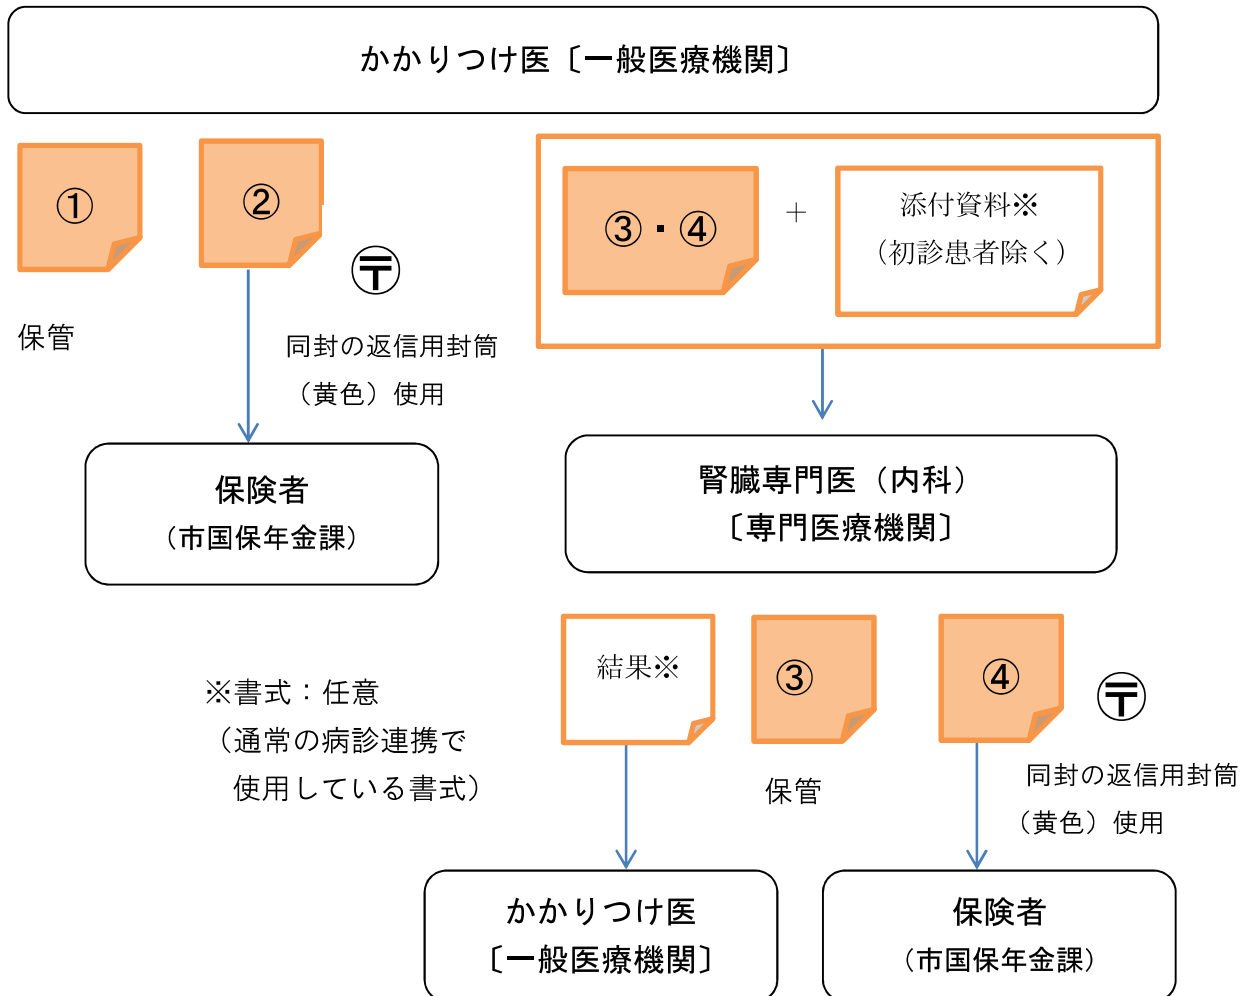 かかりつけ医〔一般医療機関〕
①
②
③・④
+
添付資料※
（初診患者除く）
〒
保管
同封の返信用封筒
（黄色）使用
保険者
（市国保年金課）
腎臓専門医（内科）
〔専門医療機関〕
結果※
③
④
〒
※書式：任意
（通常の病診連携で
使用している書式）
保管
同封の返信用封筒
（黄色）使用
かかりつけ医
〔一般医療機関〕
保険者
（市国保年金課）